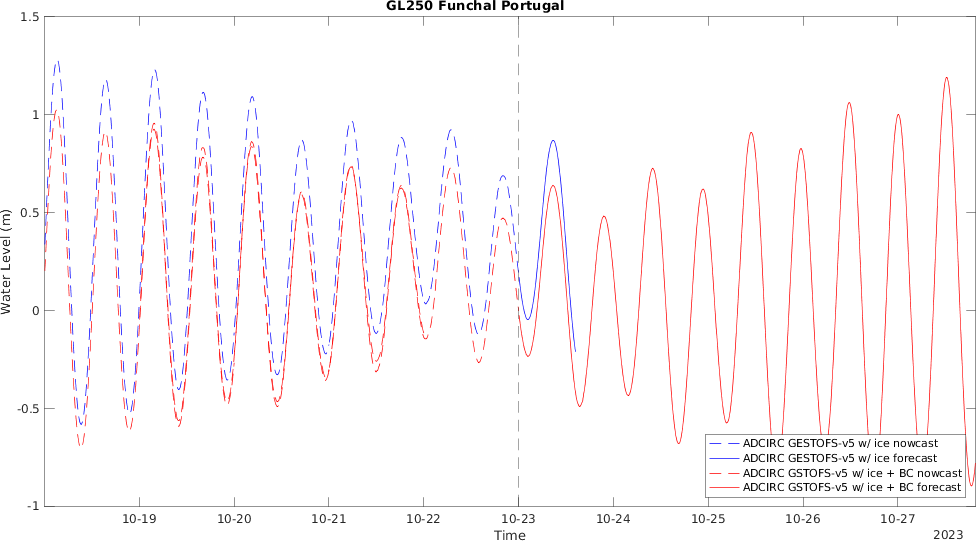 GL250 Funchal Portugal
1.5
1
0.5
0
-0.5
-1
Water Level (m)
ADCIRC GESTOFS-v5 w/ ice nowcast
ADCIRC GESTOFS-v5 w/ ice forecast
ADCIRC GSTOFS-v5 w/ ice + BC nowcast
ADCIRC GSTOFS-v5 w/ ice + BC forecast
10-19 10-20 10-21 10-22 10-23 10-24 10-25 10-26 10-27
Time
2023